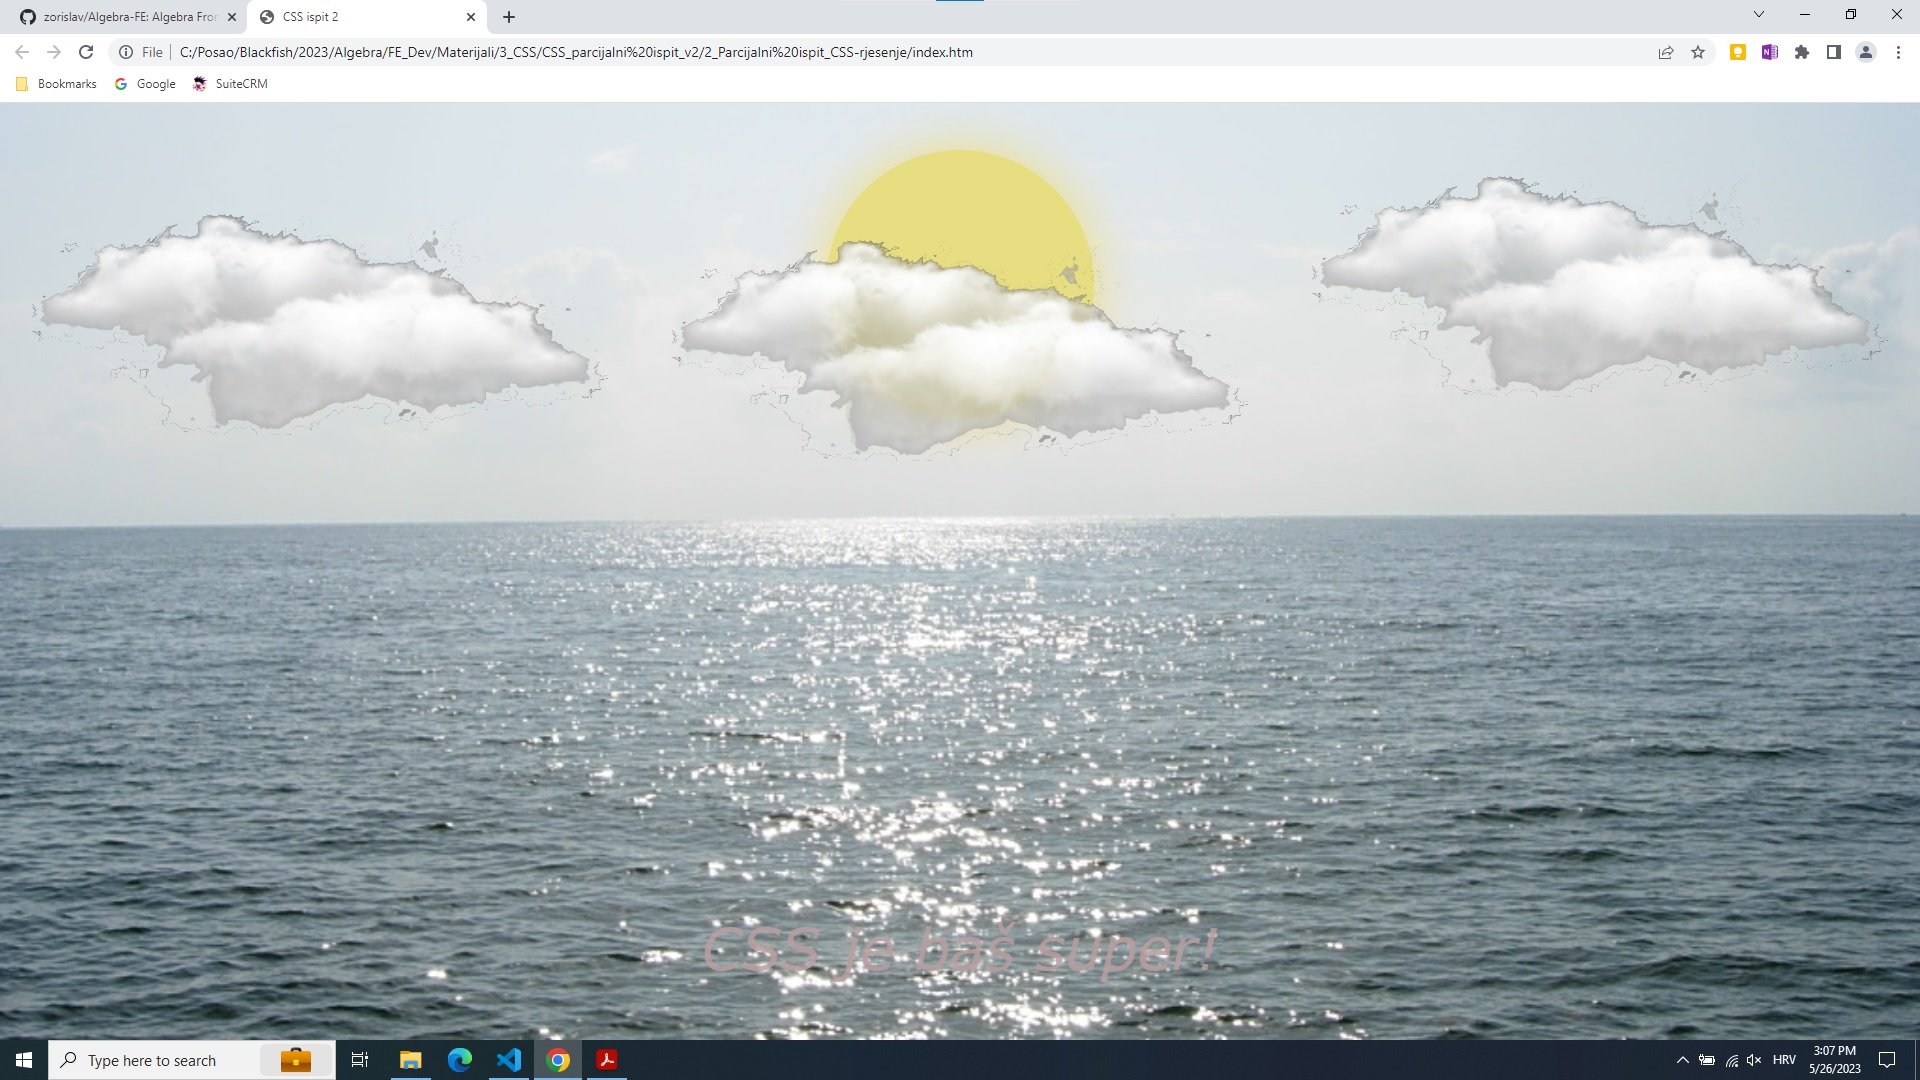 zorislav/Algebra-FE: Algebra Fron
CSS ispit 2
File
C:/Posao/Blackfish/2023/Algebra/FE_Dev/Materijali/3_CSS/CSS_parcijalni%20ispit_v2/2_Parcijalni%20ispit_CSS-rjesenje/index.htm
Bookmarks
Google
SuiteCRM
CSS je baš super!
Type here to search
HRV
3:07 PM
5/26/2023